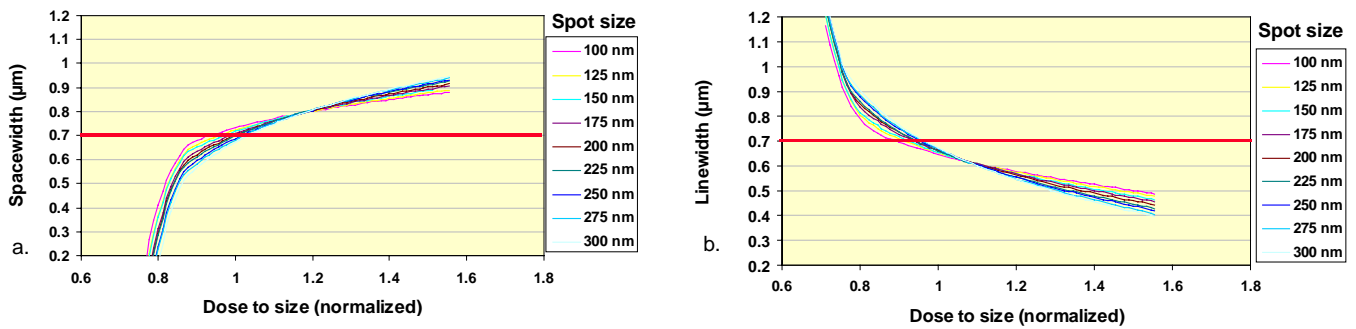 Spacewidth (µm)
1.2
1.1
1
0.9
0.8
0.7
0.6
0.5
0.4
0.3
0.2
0.6
0.8
1
1.2
1.4
1.6
1.8
Dose to size (normalized)
a.
Spot size
100 nm
125 nm
150 nm
175 nm
200 nm
225 nm
250 nm
275 nm
300 nm
Linewidth (µm)
1.2
1.1
1
0.9
0.8
0.7
0.6
0.5
0.4
0.3
0.2
0.6
0.8
1
1.2
1.4
1.6
1.8
Dose to size (normalized)
b.
Spot size
100 nm
125 nm
150 nm
175 nm
200 nm
225 nm
250 nm
275 nm
300 nm